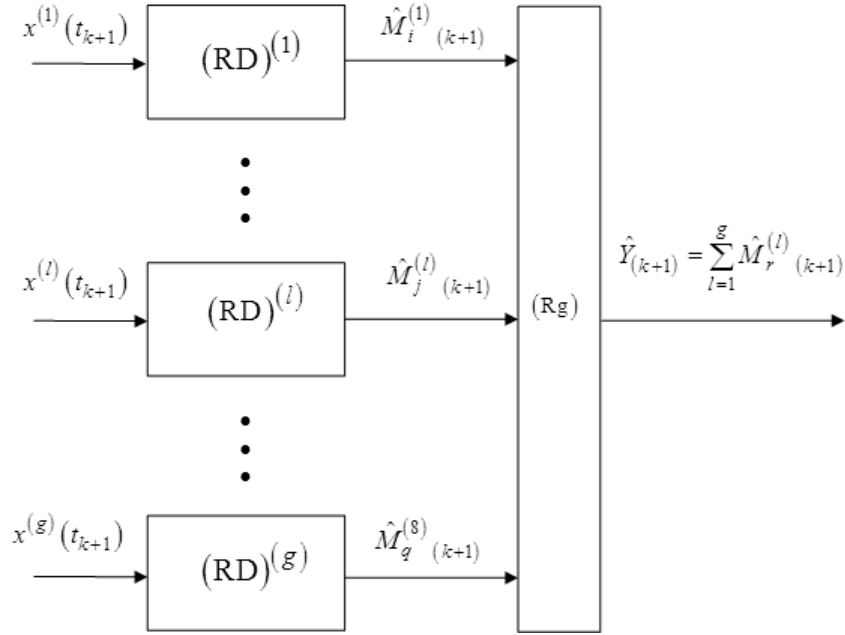 x^(1)(t_{k+1})
(RD)^(1)
M̂_i^(1) (k+1)
x^(l)(t_{k+1})
(RD)^(l)
M̂_j^(l) (k+1)
(Rg)
Ŷ_(k+1) = ∑_{l=1}^{g} M̂_r^(l) (k+1)
x^(g)(t_{k+1})
(RD)^(g)
M̂_q^(8) (k+1)